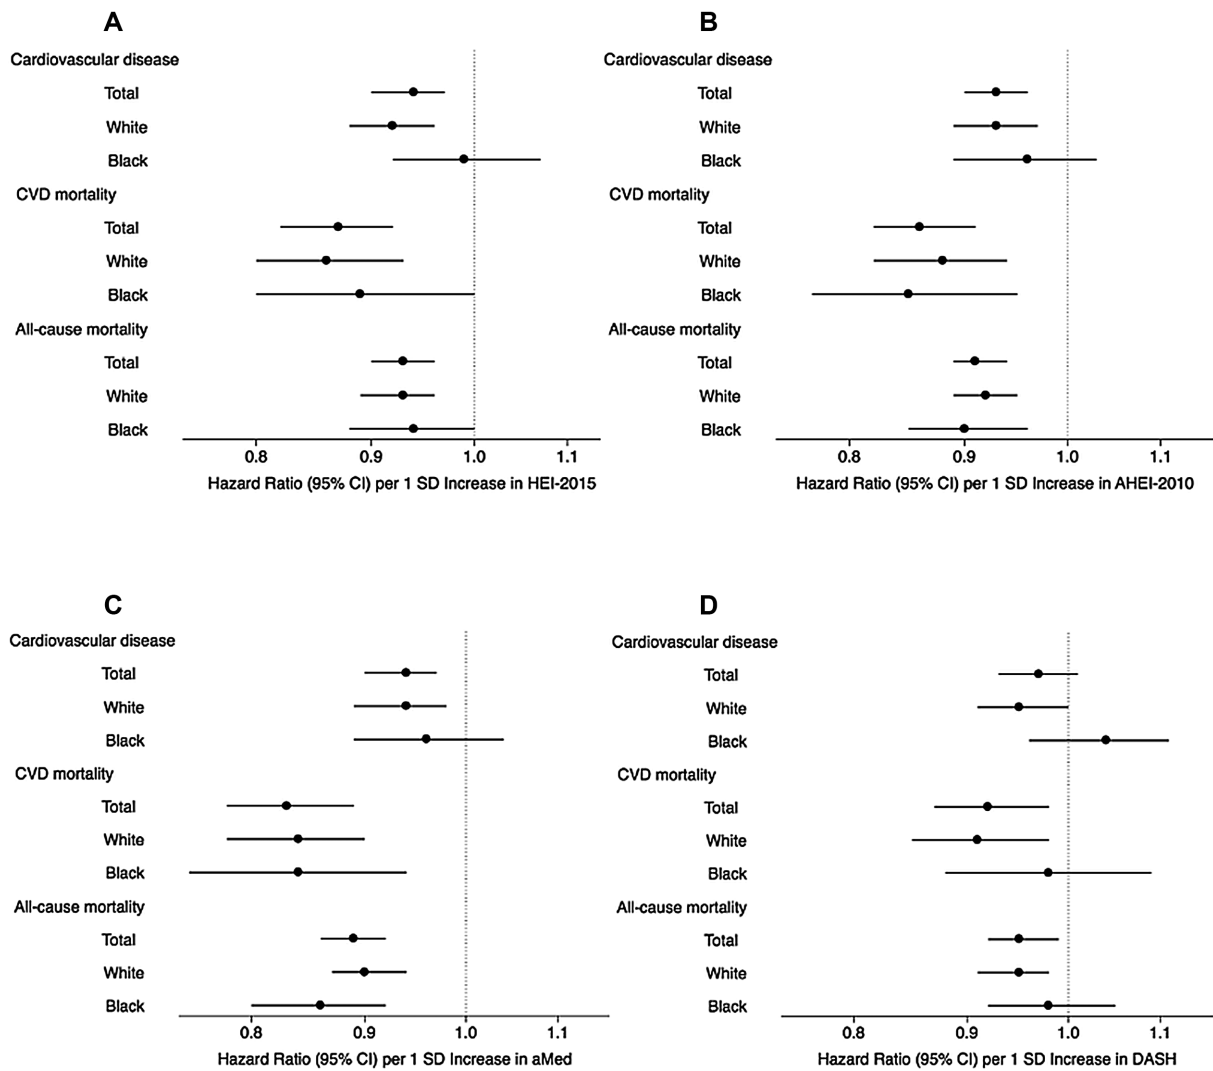 A
Cardiovascular disease
Total
White
Black
CVD mortality
Total
White
Black
All-cause mortality
Total
White
Black
0.8 0.9 1.0 1.1
Hazard Ratio (95% CI) per 1 SD Increase in HEI-2015
B
Cardiovascular disease
Total
White
Black
CVD mortality
Total
White
Black
All-cause mortality
Total
White
Black
0.8 0.9 1.0 1.1
Hazard Ratio (95% CI) per 1 SD Increase in AHEI-2010
C
Cardiovascular disease
Total
White
Black
CVD mortality
Total
White
Black
All-cause mortality
Total
White
Black
0.8 0.9 1.0 1.1
Hazard Ratio (95% CI) per 1 SD Increase in aMed
D
Cardiovascular disease
Total
White
Black
CVD mortality
Total
White
Black
All-cause mortality
Total
White
Black
0.8 0.9 1.0 1.1
Hazard Ratio (95% CI) per 1 SD Increase in DASH